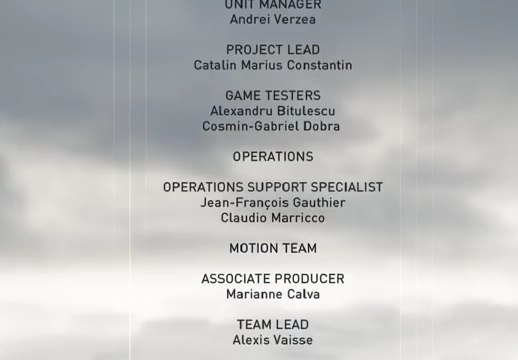 UNIT MANAGER
Andrei Verzea
PROJECT LEAD
Catalin Marius Constantin
GAME TESTERS
Alexandru Bitulescu
Cosmin-Gabriel Dobra
OPERATIONS
OPERATIONS SUPPORT SPECIALIST
Jean-François Gauthier
Claudio Marricco
MOTION TEAM
ASSOCIATE PRODUCER
Marianne Calva
TEAM LEAD
Alexis Vaisse